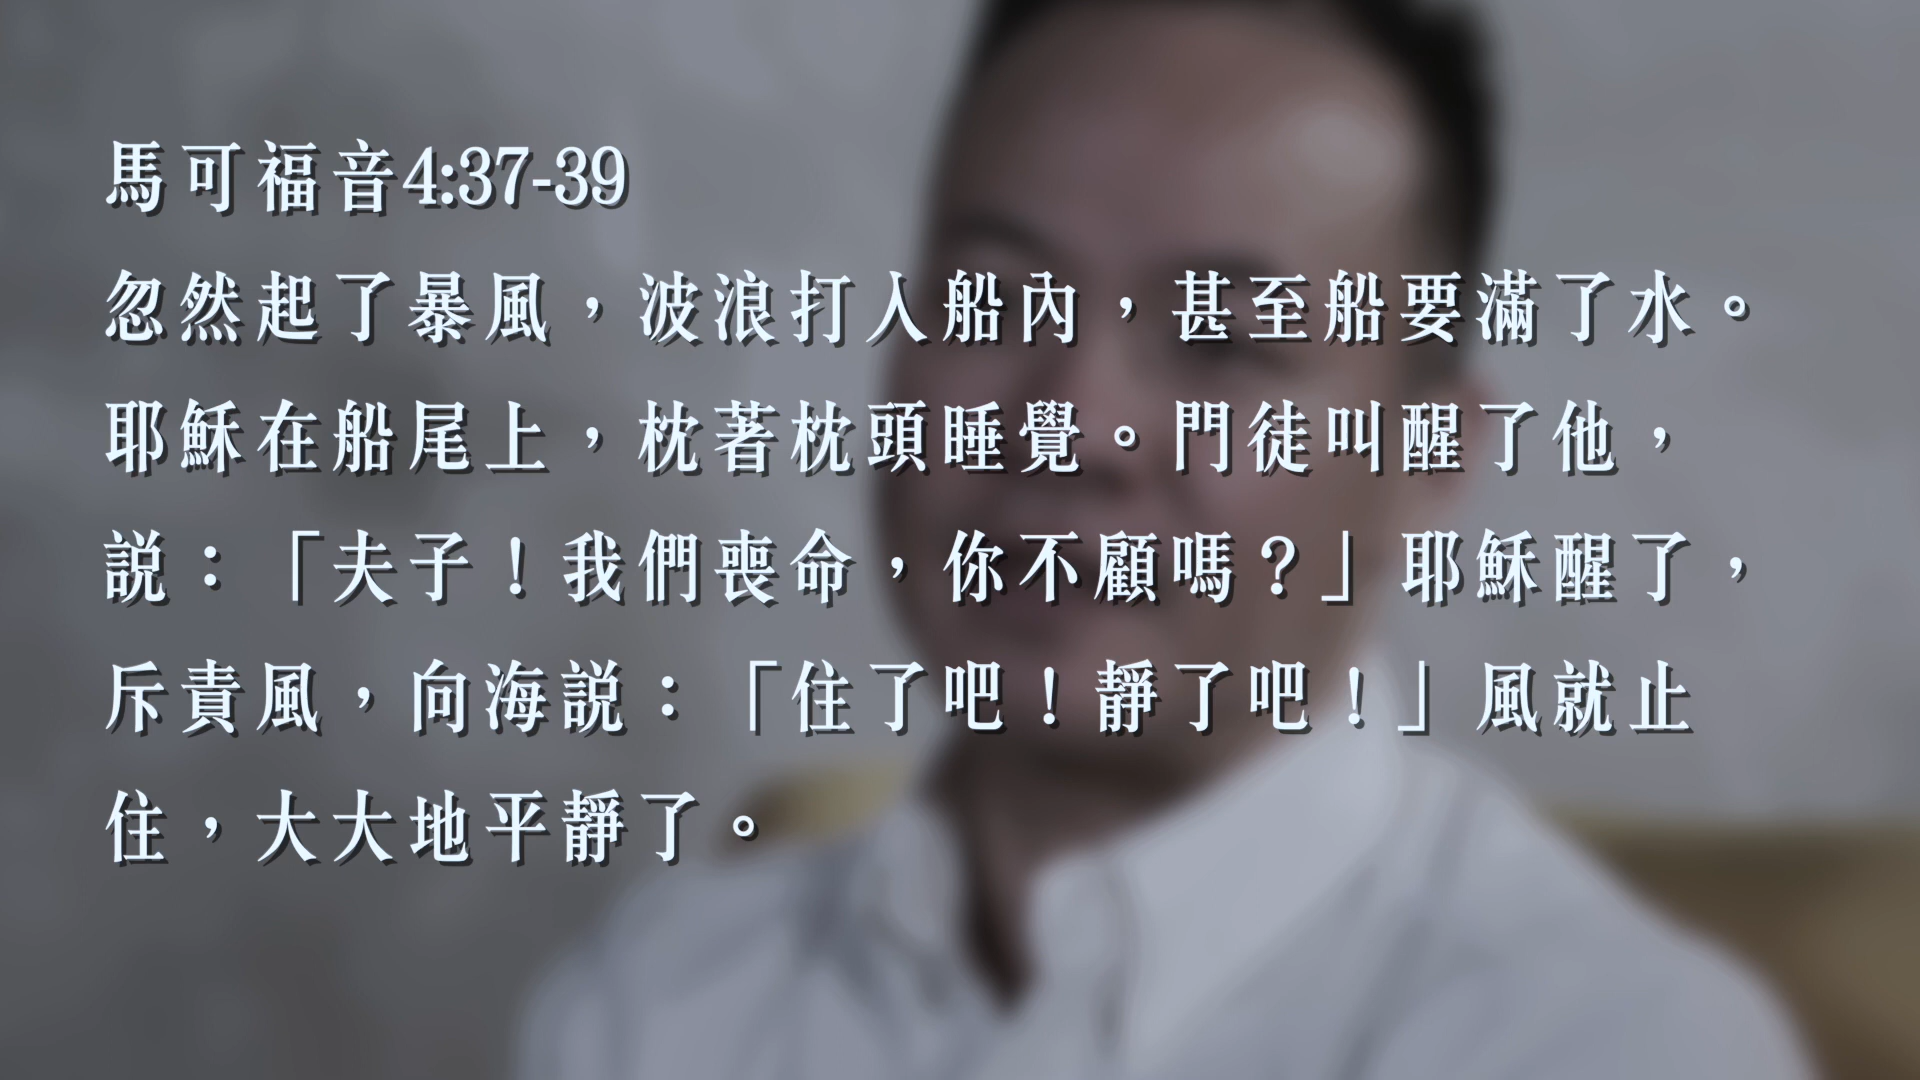 馬可福音4:37-39
忽然起了暴風，波浪打入船內，甚至船要滿了水。
耶穌在船尾上，枕著枕頭睡覺。門徒叫醒了他，
説：「夫子！我們喪命，你不顧嗎？」耶穌醒了，
斥責風，向海説：「住了吧！靜了吧！」風就止
住，大大地平靜了。